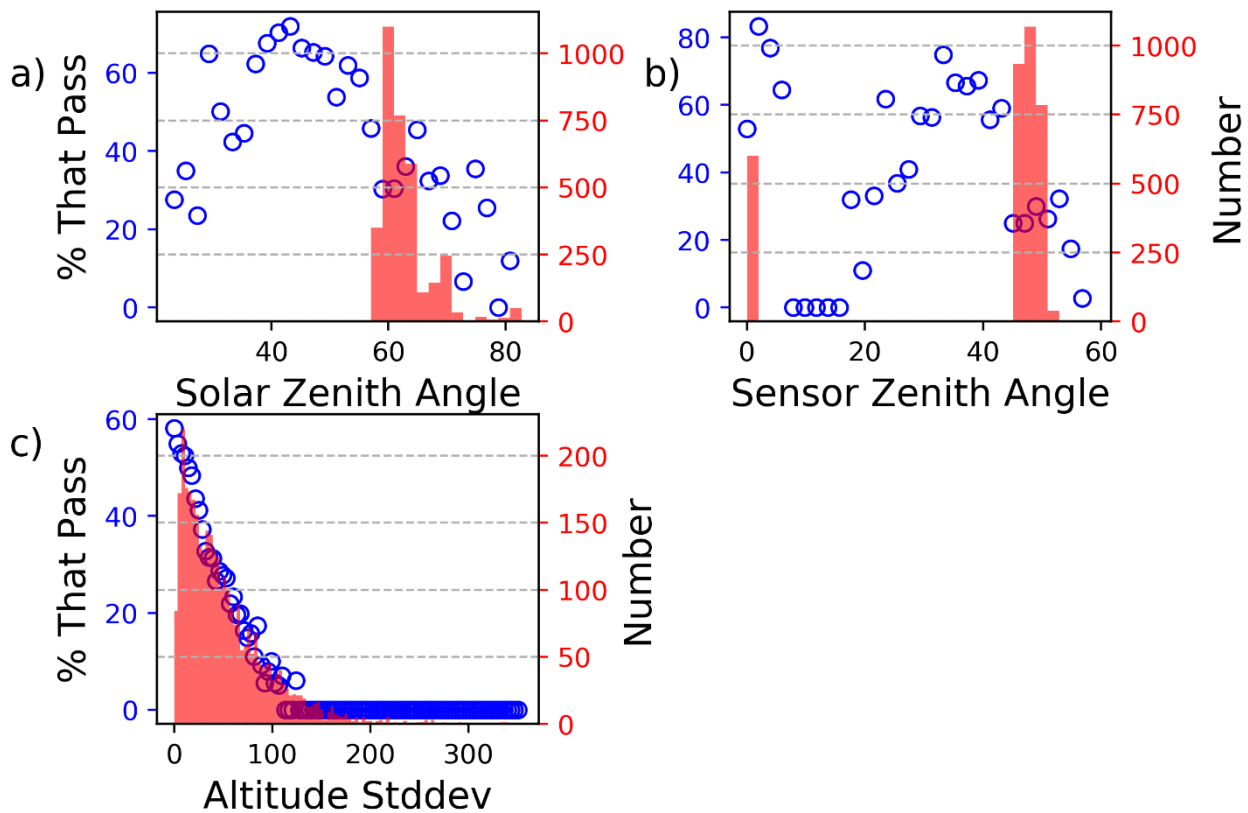 a)
% That Pass
60
40
20
0
1000
750
500
250
0
40 60 80
Solar Zenith Angle
b)
80
60
40
20
0
1000
750
500
250
0
Number
0 20 40 60
Sensor Zenith Angle
c)
% That Pass
60
40
20
0
200
150
100
50
0
Number
0 100 200 300
Altitude Stddev